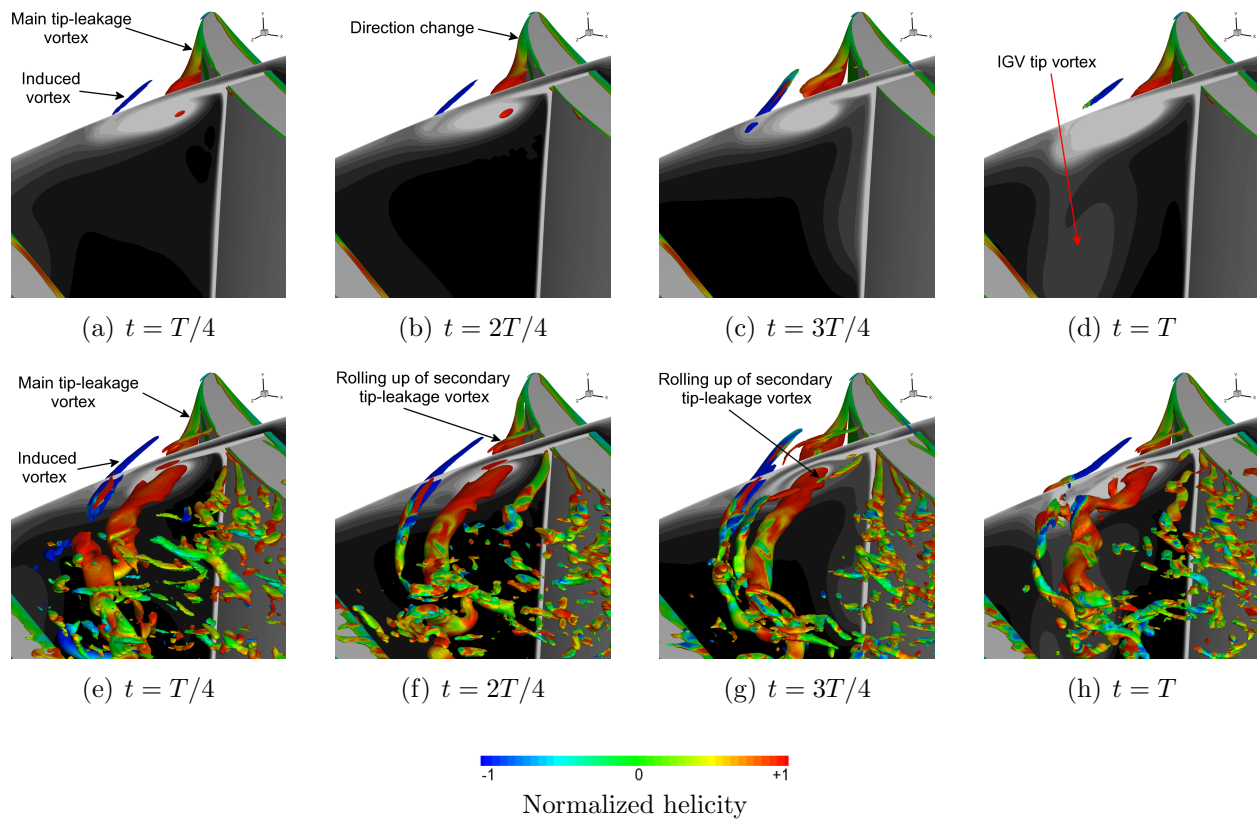 Main tip-leakage
vortex
Induced
vortex
Y
Z
X
Direction change
Y
Z
X
Y
Z
X
IGV tip vortex
Y
Z
X
(a) t = T/4
(b) t = 2T/4
(c) t = 3T/4
(d) t = T
Main tip-leakage
vortex
Induced
vortex
Y
Z
X
Rolling up of secondary
tip-leakage vortex
Y
Z
X
Rolling up of secondary
tip-leakage vortex
Y
Z
X
Y
Z
X
(e) t = T/4
(f) t = 2T/4
(g) t = 3T/4
(h) t = T
-1 0 +1
Normalized helicity